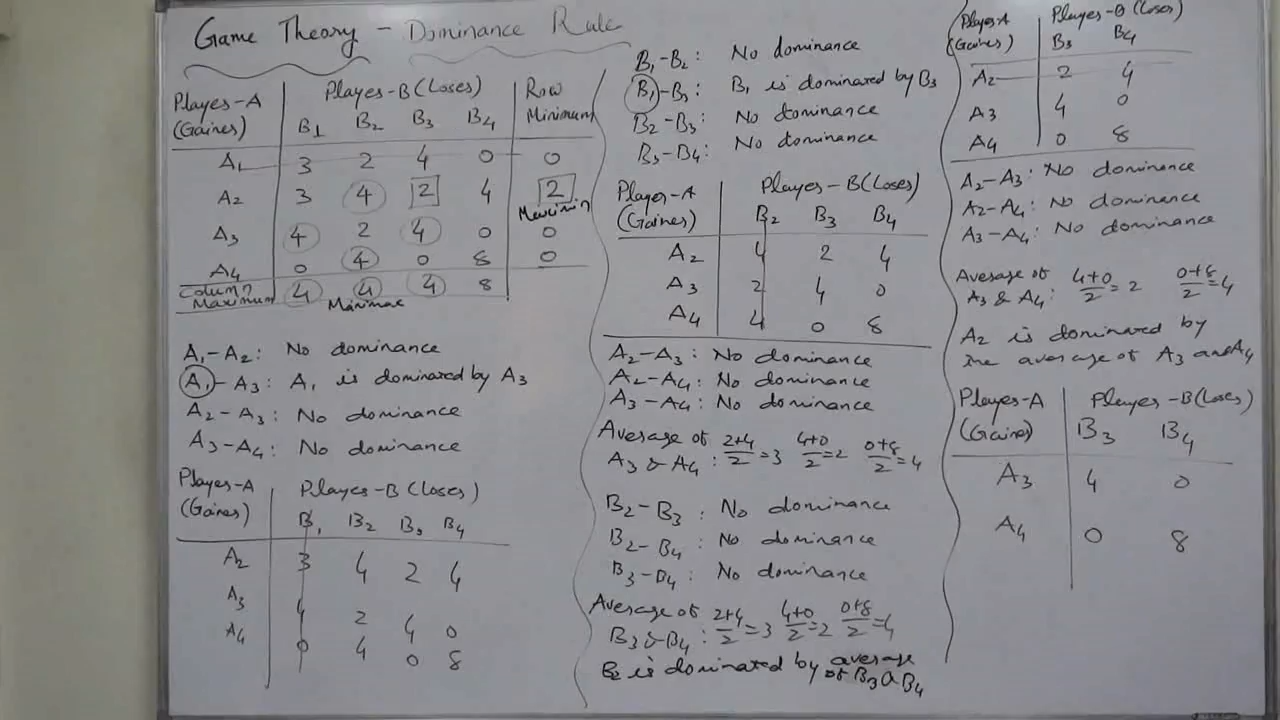 Game Theory - Dominance Rule
Player-A Player-B (Loses) Row
(Gaines) B1 B2 B3 B4 Minimum
A1 3 2 4 0 0
A2 3 4 2 4 2
Maximin
A3 4 2 4 0 0
A4 0 4 0 8 0
Column
Maximum 4 4 4 8
Minimax
A1-A2: No dominance
A1-A3: A1 is dominated by A3
A2-A3: No dominance
A3-A4: No dominance
Player-A Player-B (Loses)
(Gaines) B1 B2 B3 B4
A2 3 4 2 4
A3 4 2 4 0
A4 0 4 0 8
B1-B2: No dominance
B1-B3: B1 is dominated by B3
B2-B3: No dominance
B3-B4: No dominance
Player-A Player-B (Loses)
(Gaines) B2 B3 B4
A2 4 2 4
A3 2 4 0
A4 4 0 8
A2-A3: No dominance
A2-A4: No dominance
A3-A4: No dominance
Average of 2+4/2=3 4+0/2=2 0+8/2=4
A3 & A4:
B2-B3: No dominance
B2-B4: No dominance
B3-B4: No dominance
Average of 2+4/2=3 4+0/2=2 0+8/2=4
B3 & B4:
B2 is dominated by average
of B3 & B4
Player-A Player-B (Loses)
(Gaines) B3 B4
A2 2 4
A3 4 0
A4 0 8
A2-A3: No dominance
A2-A4: No dominance
A3-A4: No dominance
Average of 4+0/2=2 0+8/2=4
A3 & A4:
A2 is dominated by
the average of A3 and A4
Player-A Player-B (Loses)
(Gaines) B3 B4
A3 4 0
A4 0 8